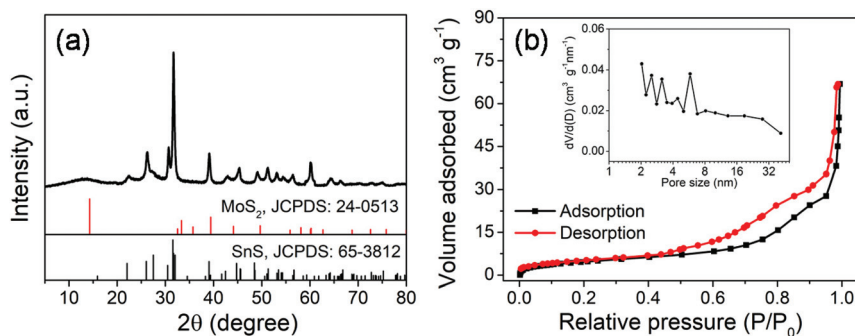 (a)
Intensity (a.u.)
MoS₂, JCPDS: 24-0513
SnS, JCPDS: 65-3812
10 20 30 40 50 60 70 80
2θ (degree)
(b)
Volume adsorbed (cm³ g⁻¹)
90
75
60
45
30
15
0
dV/d(D) (cm³ g⁻¹nm⁻¹)
0.06
0.04
0.02
0.00
1 2 4 8 16 32
Pore size (nm)
Adsorption
Desorption
0.0 0.2 0.4 0.6 0.8 1.0
Relative pressure (P/P₀)